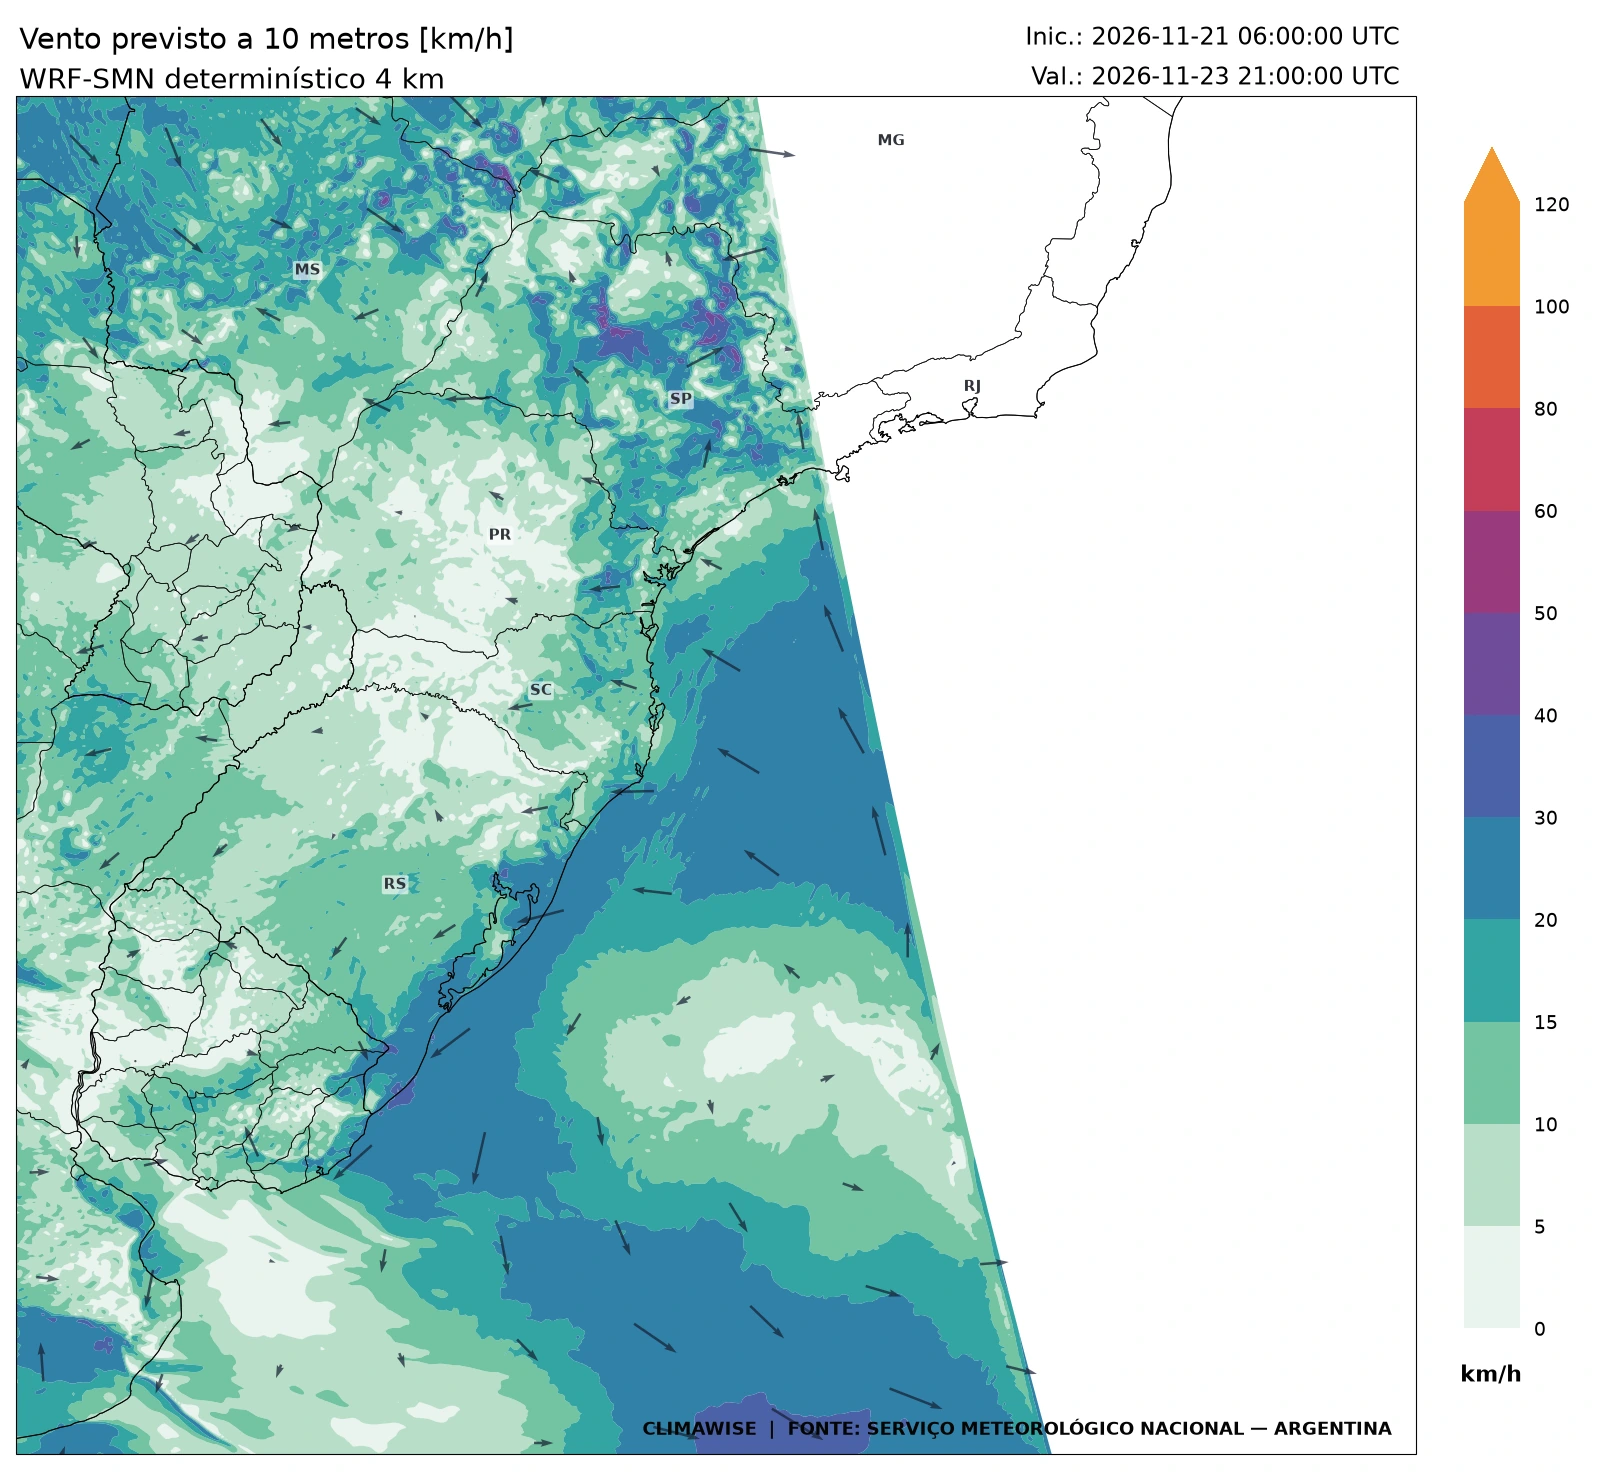 Vento previsto a 10 metros [km/h]
WRF-SMN determinístico 4 km
Inic.: 2026-11-21 06:00:00 UTC
Val.: 2026-11-23 21:00:00 UTC
MG
MS
RJ
SP
PR
SC
RS
120
100
80
60
50
40
30
20
15
10
5
0
km/h
CLIMAWISE | FONTE: SERVIÇO METEOROLÓGICO NACIONAL — ARGENTINA